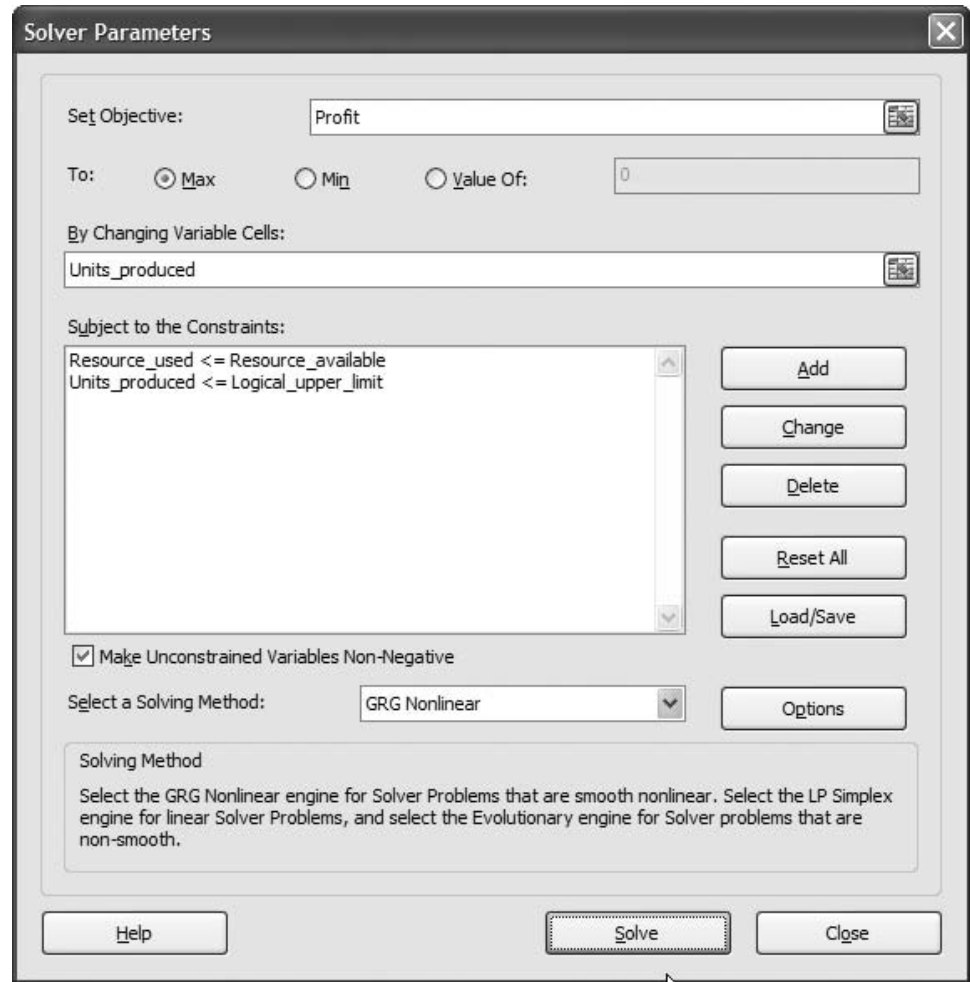 Solver Parameters
Set Objective:
Profit
To:
Max
Min
Value Of:
0
By Changing Variable Cells:
Units_produced
Subject to the Constraints:
Resource_used <= Resource_available
Units_produced <= Logical_upper_limit
Add
Change
Delete
Reset All
Load/Save
Make Unconstrained Variables Non-Negative
Select a Solving Method:
GRG Nonlinear
Options
Solving Method
Select the GRG Nonlinear engine for Solver Problems that are smooth nonlinear. Select the LP Simplex
engine for linear Solver Problems, and select the Evolutionary engine for Solver problems that are
non-smooth.
Help
Solve
Close